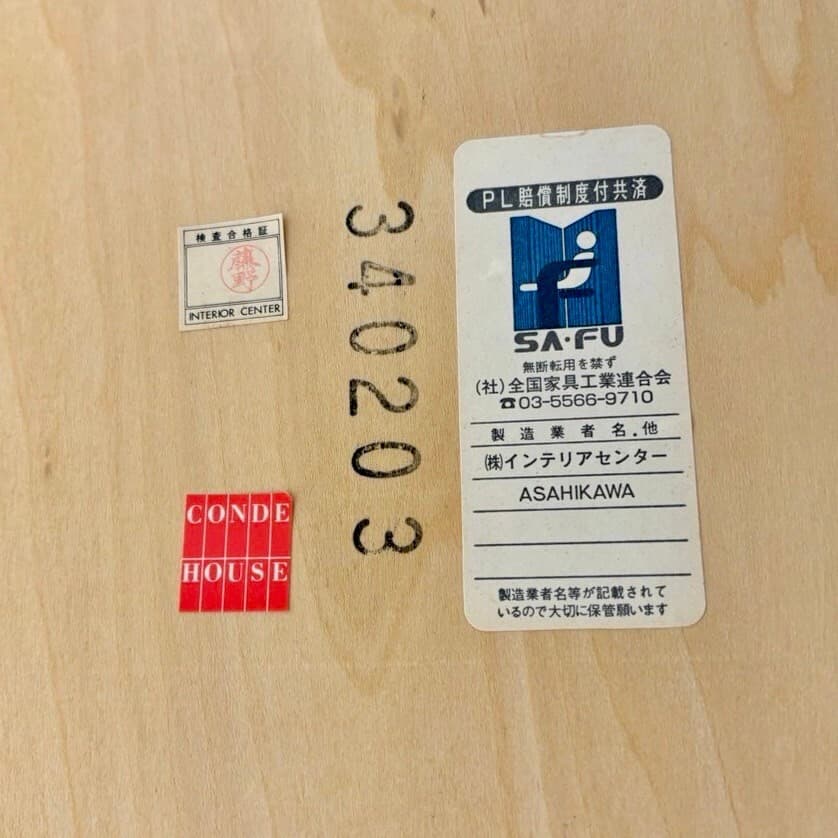 検査合格証
藤野
INTERIOR CENTER
CONDE
HOUSE
340203
PL賠償制度付共済
SA・FU
無断転用を禁ず
(社)全国家具工業連合会
☎03-5566-9710
製造業者名.他
㈱インテリアセンター
ASAHIKAWA
製造業者名等が記載されて
いるので大切に保管願います